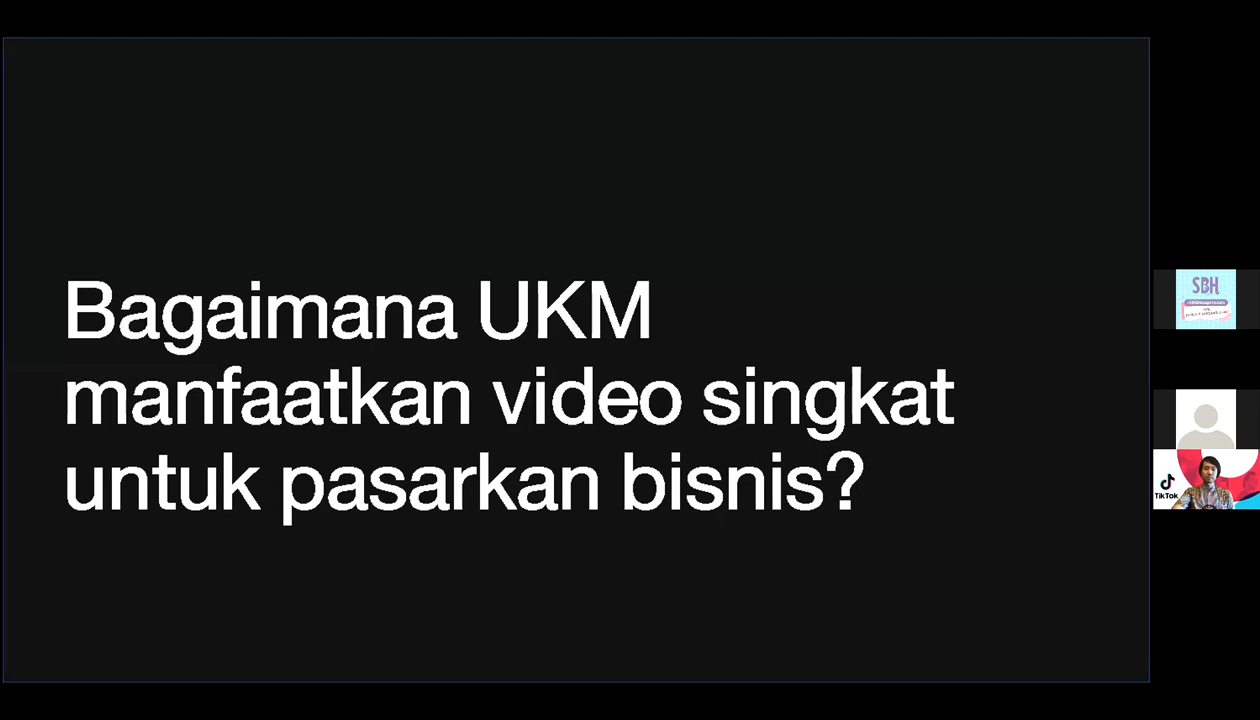 Bagaimana UKM
manfaatkan video singkat
untuk pasarkan bisnis?
SBH
TikTok